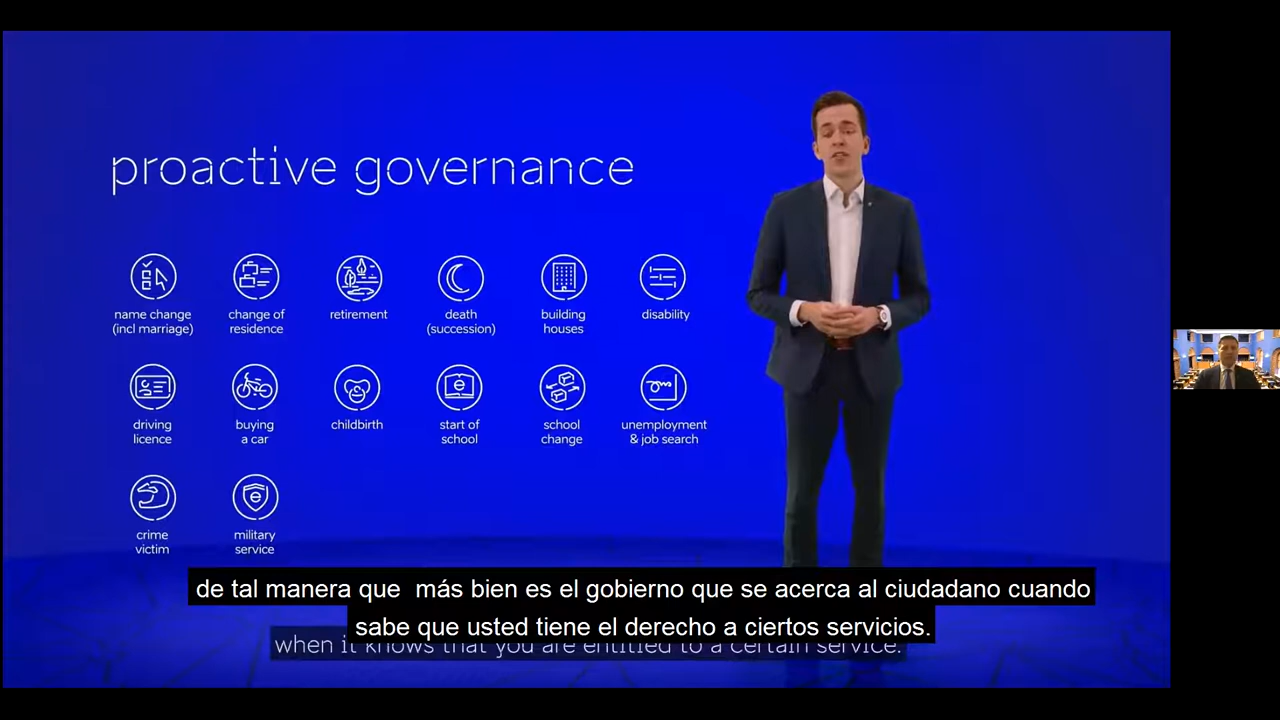 proactive governance
name change
(incl marriage)
change of
residence
retirement
death
(succession)
building
houses
disability
driving
licence
buying
a car
childbirth
start of
school
school
change
unemployment
& job search
crime
victim
military
service
de tal manera que  más bien es el gobierno que se acerca al ciudadano cuando
sabe que usted tiene el derecho a ciertos servicios.
when it knows that you are entitled to a certain service.